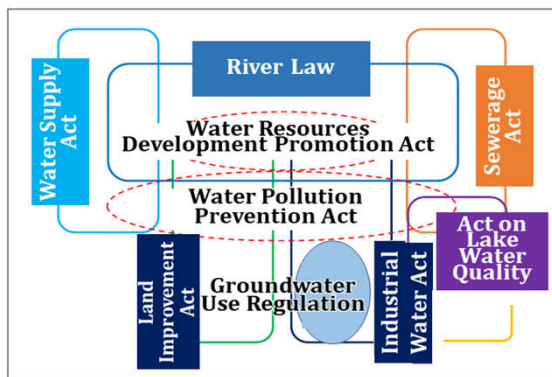 River Law
Water Supply
Act
Sewerage
Act
Water Resources
Development Promotion Act
Water Pollution
Prevention Act
Act on
Lake
Water
Quality
Land
Improvement
Act
Groundwater
Use Regulation
Industrial
Water Act